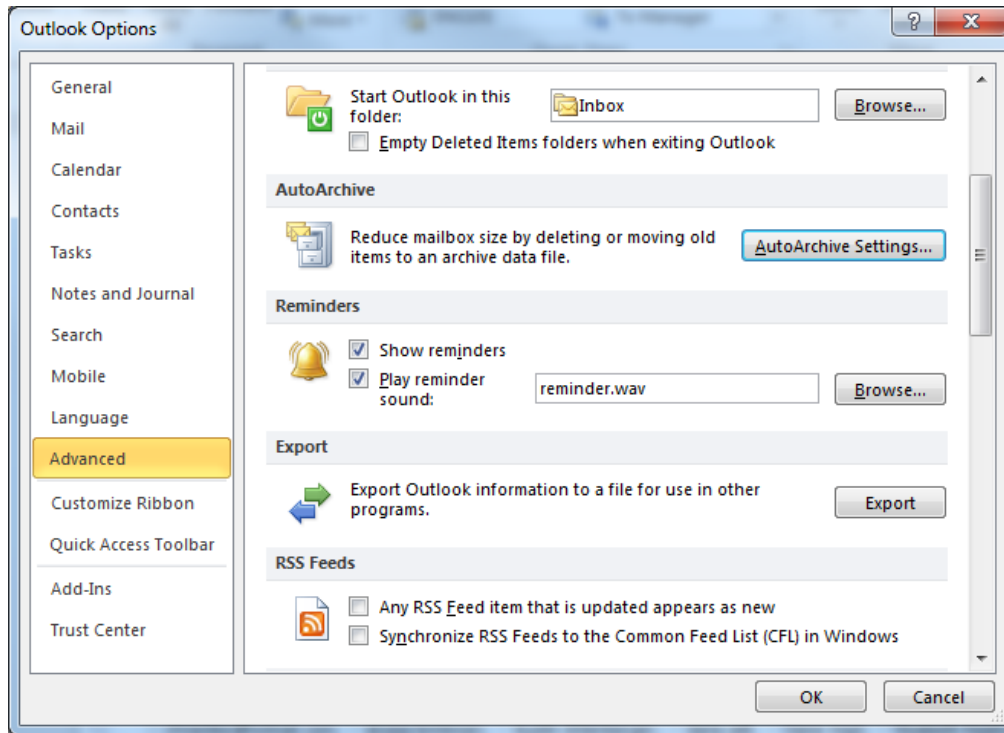 Outlook Options
General
Mail
Calendar
Contacts
Tasks
Notes and Journal
Search
Mobile
Language
Advanced
Customize Ribbon
Quick Access Toolbar
Add-Ins
Trust Center
Start Outlook in this
folder:
Inbox
Browse...
Empty Deleted Items folders when exiting Outlook
AutoArchive
Reduce mailbox size by deleting or moving old
items to an archive data file.
AutoArchive Settings...
Reminders
Show reminders
Play reminder
sound:
reminder.wav
Browse...
Export
Export Outlook information to a file for use in other
programs.
Export
RSS Feeds
Any RSS Feed item that is updated appears as new
Synchronize RSS Feeds to the Common Feed List (CFL) in Windows
OK
Cancel